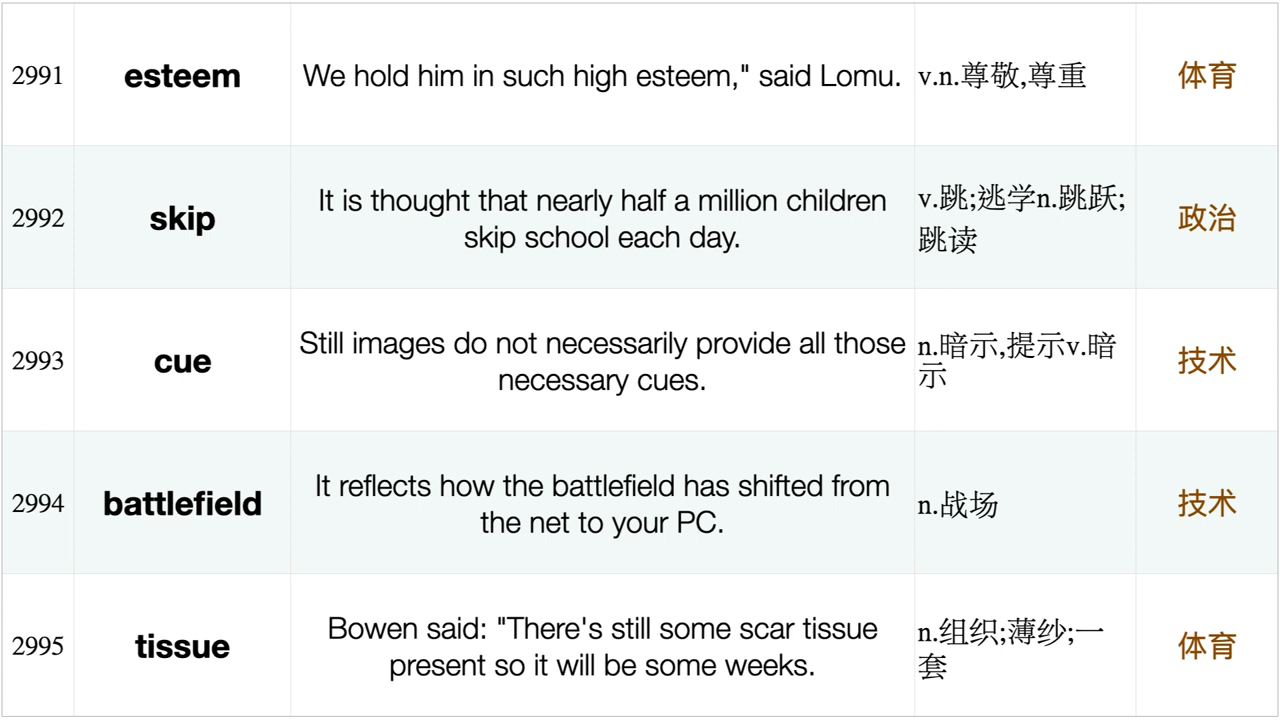 2991 esteem We hold him in such high esteem," said Lomu. v.n.尊敬,尊重 体育
2992 skip It is thought that nearly half a million children
skip school each day. v.跳;逃学n.跳跃;
跳读 政治
2993 cue Still images do not necessarily provide all those
necessary cues. n.暗示,提示v.暗
示 技术
2994 battlefield It reflects how the battlefield has shifted from
the net to your PC. n.战场 技术
2995 tissue Bowen said: "There's still some scar tissue
present so it will be some weeks. n.组织;薄纱;一
套 体育